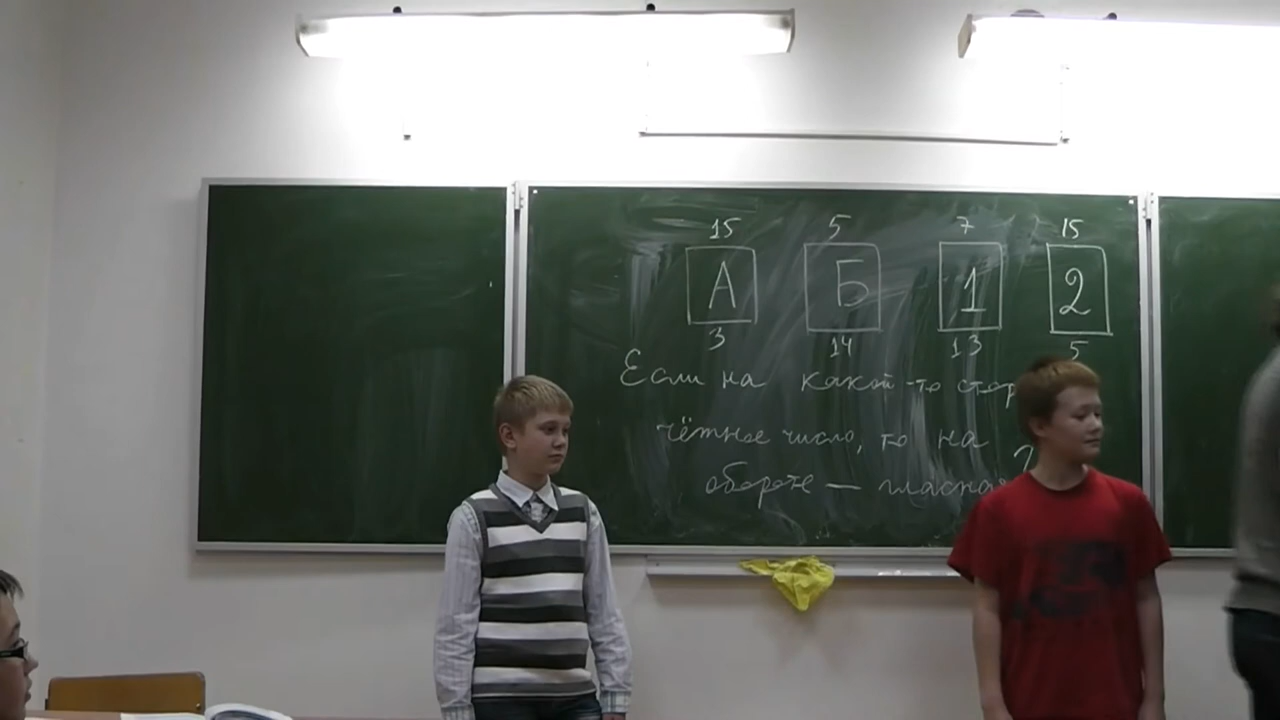 15 5 7 15
А Б 1 2
3 14 13 5
Если на какой-то стор
чётное число, то на
обороте — гласная ?